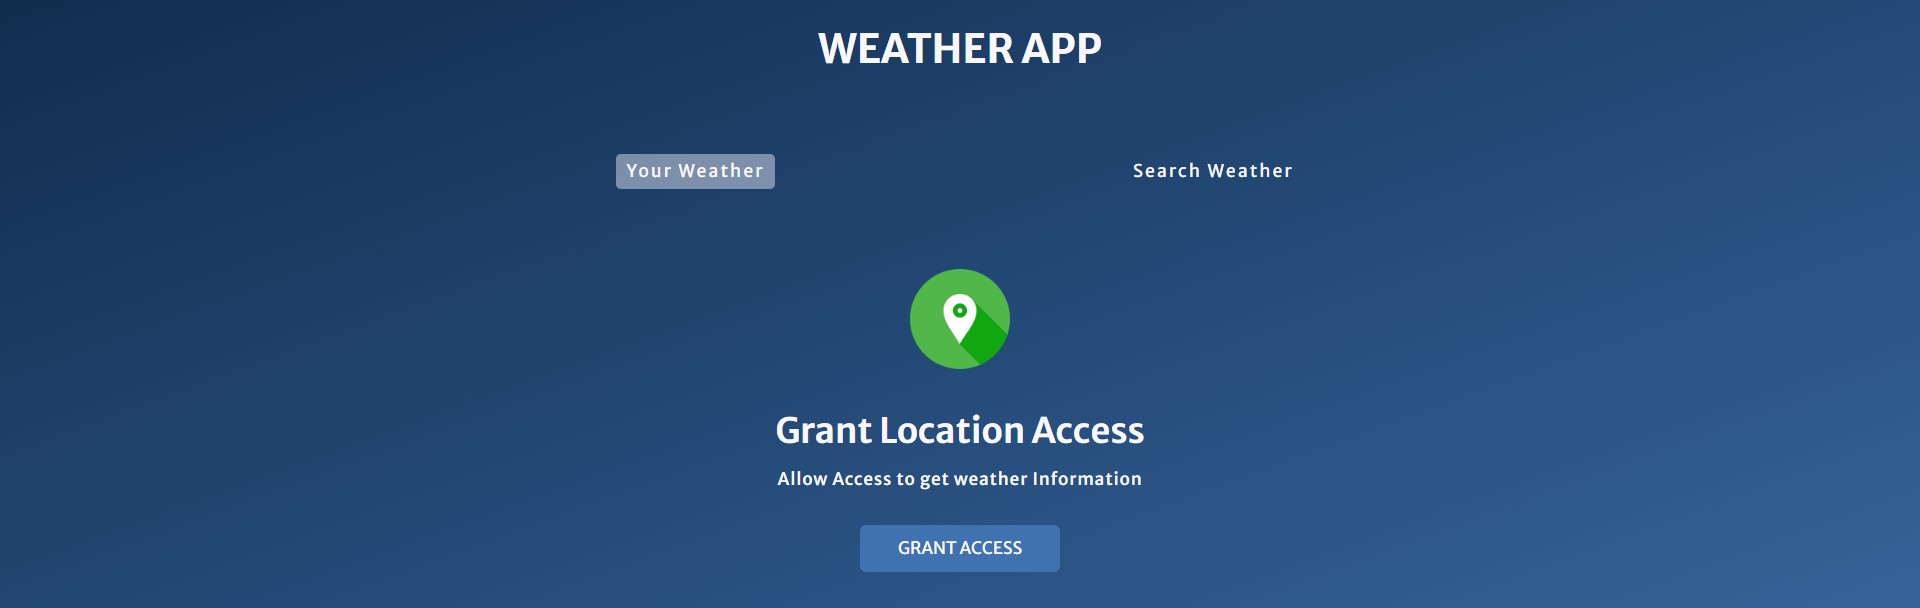 WEATHER APP
Your Weather
Search Weather
Grant Location Access
Allow Access to get weather Information
GRANT ACCESS